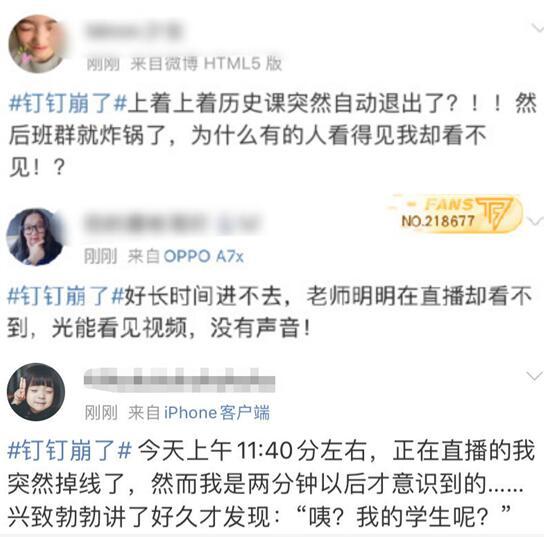 刚刚 来自微博 HTML5 版
#钉钉崩了#上着上着历史课突然自动退出了?!!然
后班群就炸锅了，为什么有的人看得见我却看不
见!?
FANS
NO.218677
刚刚 来自OPPO A7x
#钉钉崩了#好长时间进不去，老师明明在直播却看不
到，光能看见视频，没有声音!
刚刚 来自iPhone客户端
#钉钉崩了# 今天上午11:40分左右，正在直播的我
突然掉线了，然而我是两分钟以后才意识到的……
兴致勃勃讲了好久才发现：“咦？我的学生呢？”